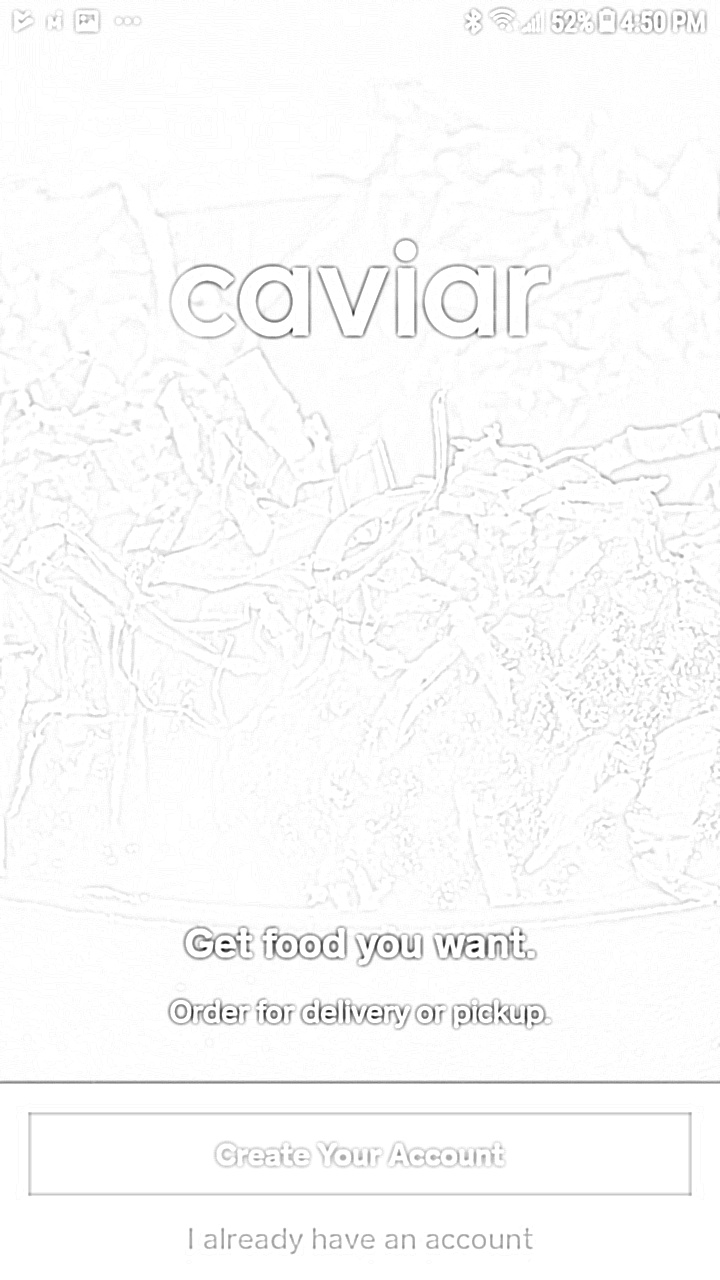 52% 4:50 PM
caviar
Get food you want.
Order for delivery or pickup.
Create Your Account
I already have an account